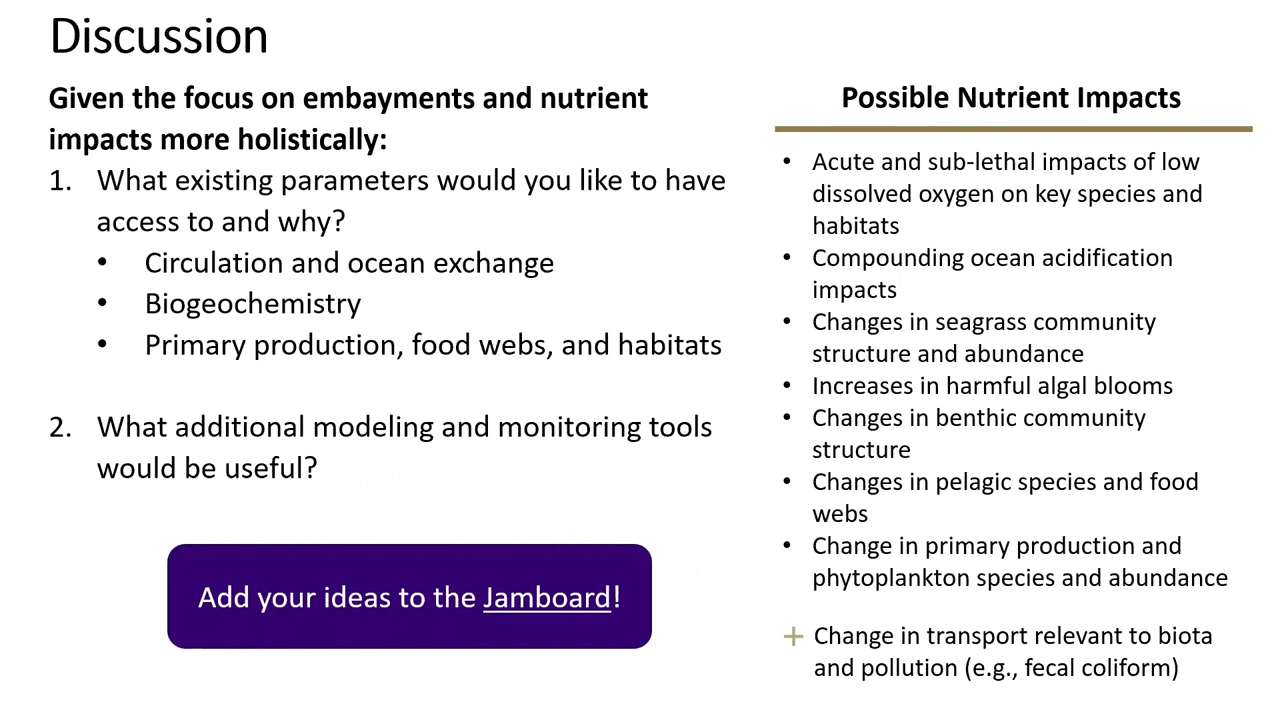 Discussion
Given the focus on embayments and nutrient
impacts more holistically:
1. What existing parameters would you like to have
access to and why?
• Circulation and ocean exchange
• Biogeochemistry
• Primary production, food webs, and habitats
2. What additional modeling and monitoring tools
would be useful?
Add your ideas to the Jamboard!
Possible Nutrient Impacts
• Acute and sub-lethal impacts of low
dissolved oxygen on key species and
habitats
• Compounding ocean acidification
impacts
• Changes in seagrass community
structure and abundance
• Increases in harmful algal blooms
• Changes in benthic community
structure
• Changes in pelagic species and food
webs
• Change in primary production and
phytoplankton species and abundance
+ Change in transport relevant to biota
and pollution (e.g., fecal coliform)